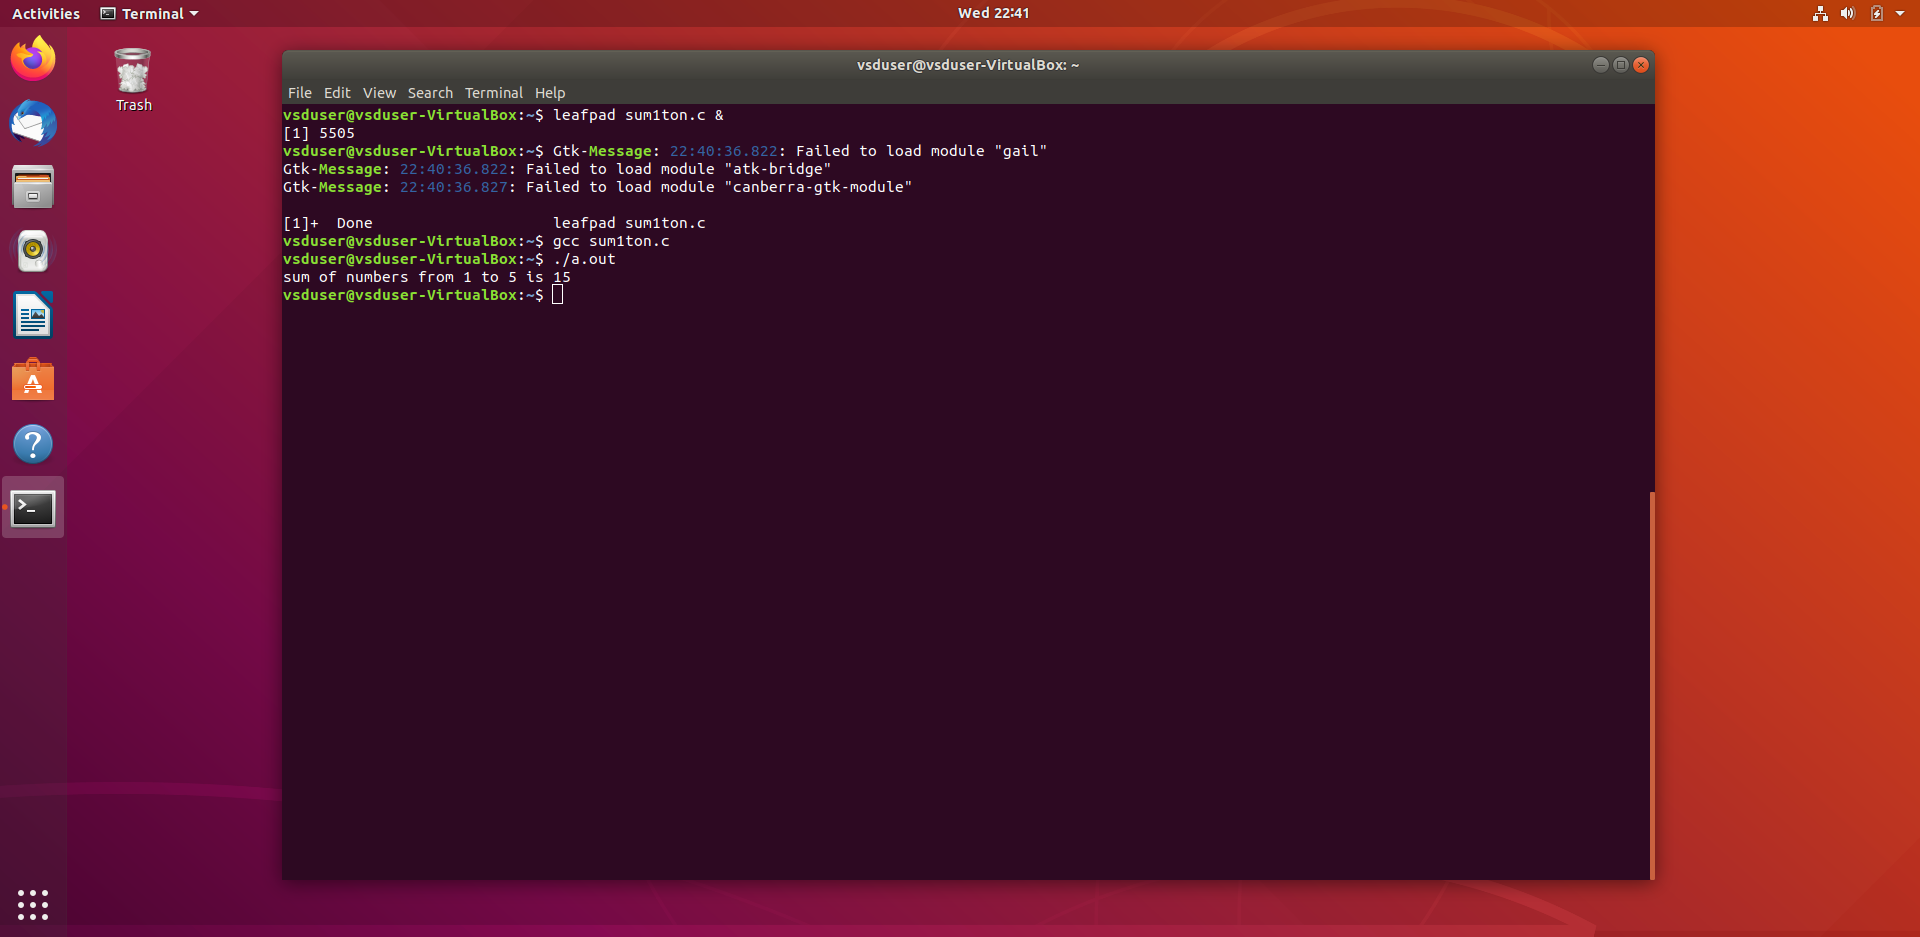 Activities Terminal Wed 22:41
Trash
vsduser@vsduser-VirtualBox: ~
File Edit View Search Terminal Help
vsduser@vsduser-VirtualBox:~$ leafpad sum1ton.c &
[1] 5505
vsduser@vsduser-VirtualBox:~$ Gtk-Message: 22:40:36.822: Failed to load module "gail"
Gtk-Message: 22:40:36.822: Failed to load module "atk-bridge"
Gtk-Message: 22:40:36.827: Failed to load module "canberra-gtk-module"
[1]+  Done                    leafpad sum1ton.c
vsduser@vsduser-VirtualBox:~$ gcc sum1ton.c
vsduser@vsduser-VirtualBox:~$ ./a.out
sum of numbers from 1 to 5 is 15
vsduser@vsduser-VirtualBox:~$